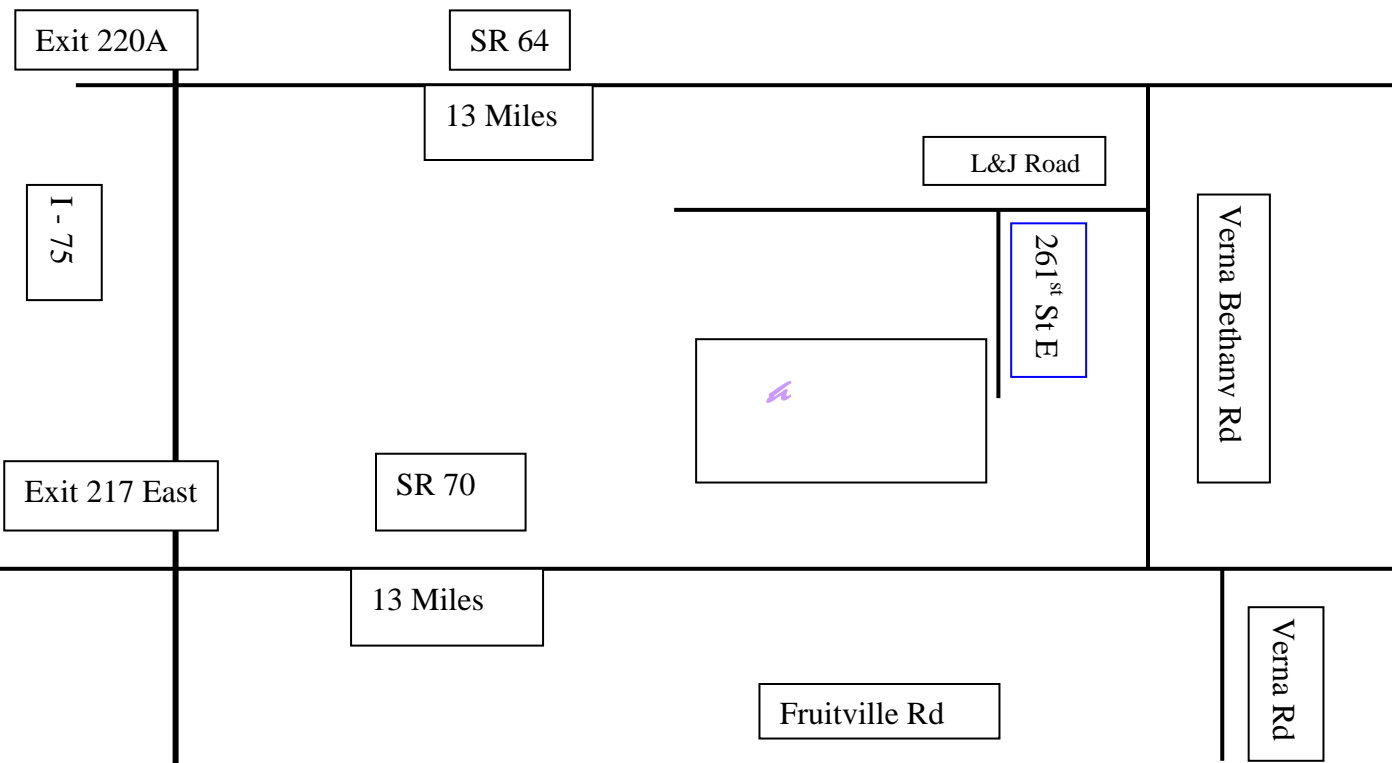 Exit 220A
SR 64
13 Miles
L&J Road
I - 75
261st St E
Verna Bethany Rd
Exit 217 East
SR 70
13 Miles
Verna Rd
Fruitville Rd